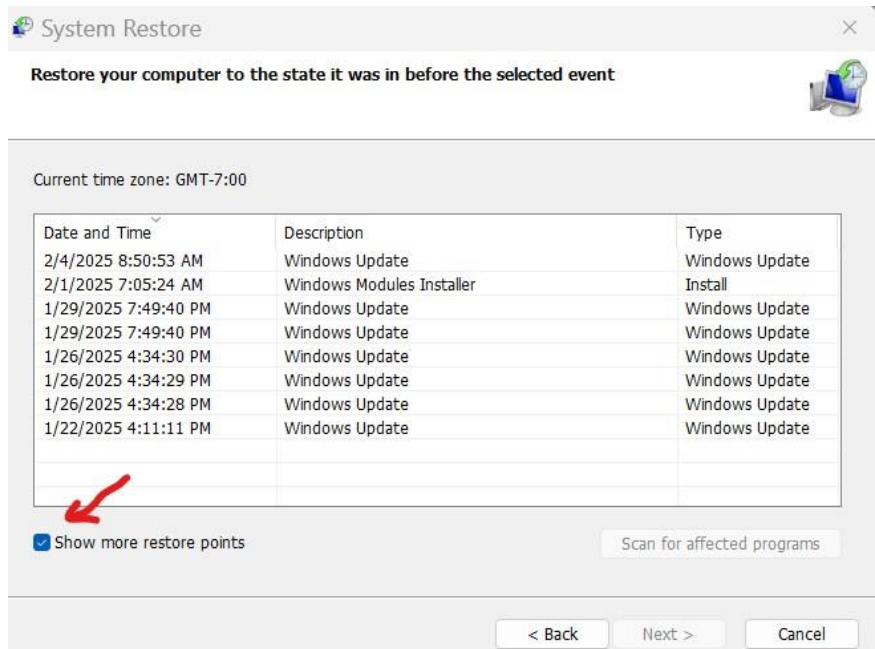 System Restore
Restore your computer to the state it was in before the selected event
Current time zone: GMT-7:00
Date and Time Description Type
2/4/2025 8:50:53 AM Windows Update Windows Update
2/1/2025 7:05:24 AM Windows Modules Installer Install
1/29/2025 7:49:40 PM Windows Update Windows Update
1/29/2025 7:49:40 PM Windows Update Windows Update
1/26/2025 4:34:30 PM Windows Update Windows Update
1/26/2025 4:34:29 PM Windows Update Windows Update
1/26/2025 4:34:28 PM Windows Update Windows Update
1/22/2025 4:11:11 PM Windows Update Windows Update
Show more restore points Scan for affected programs
< Back Next > Cancel